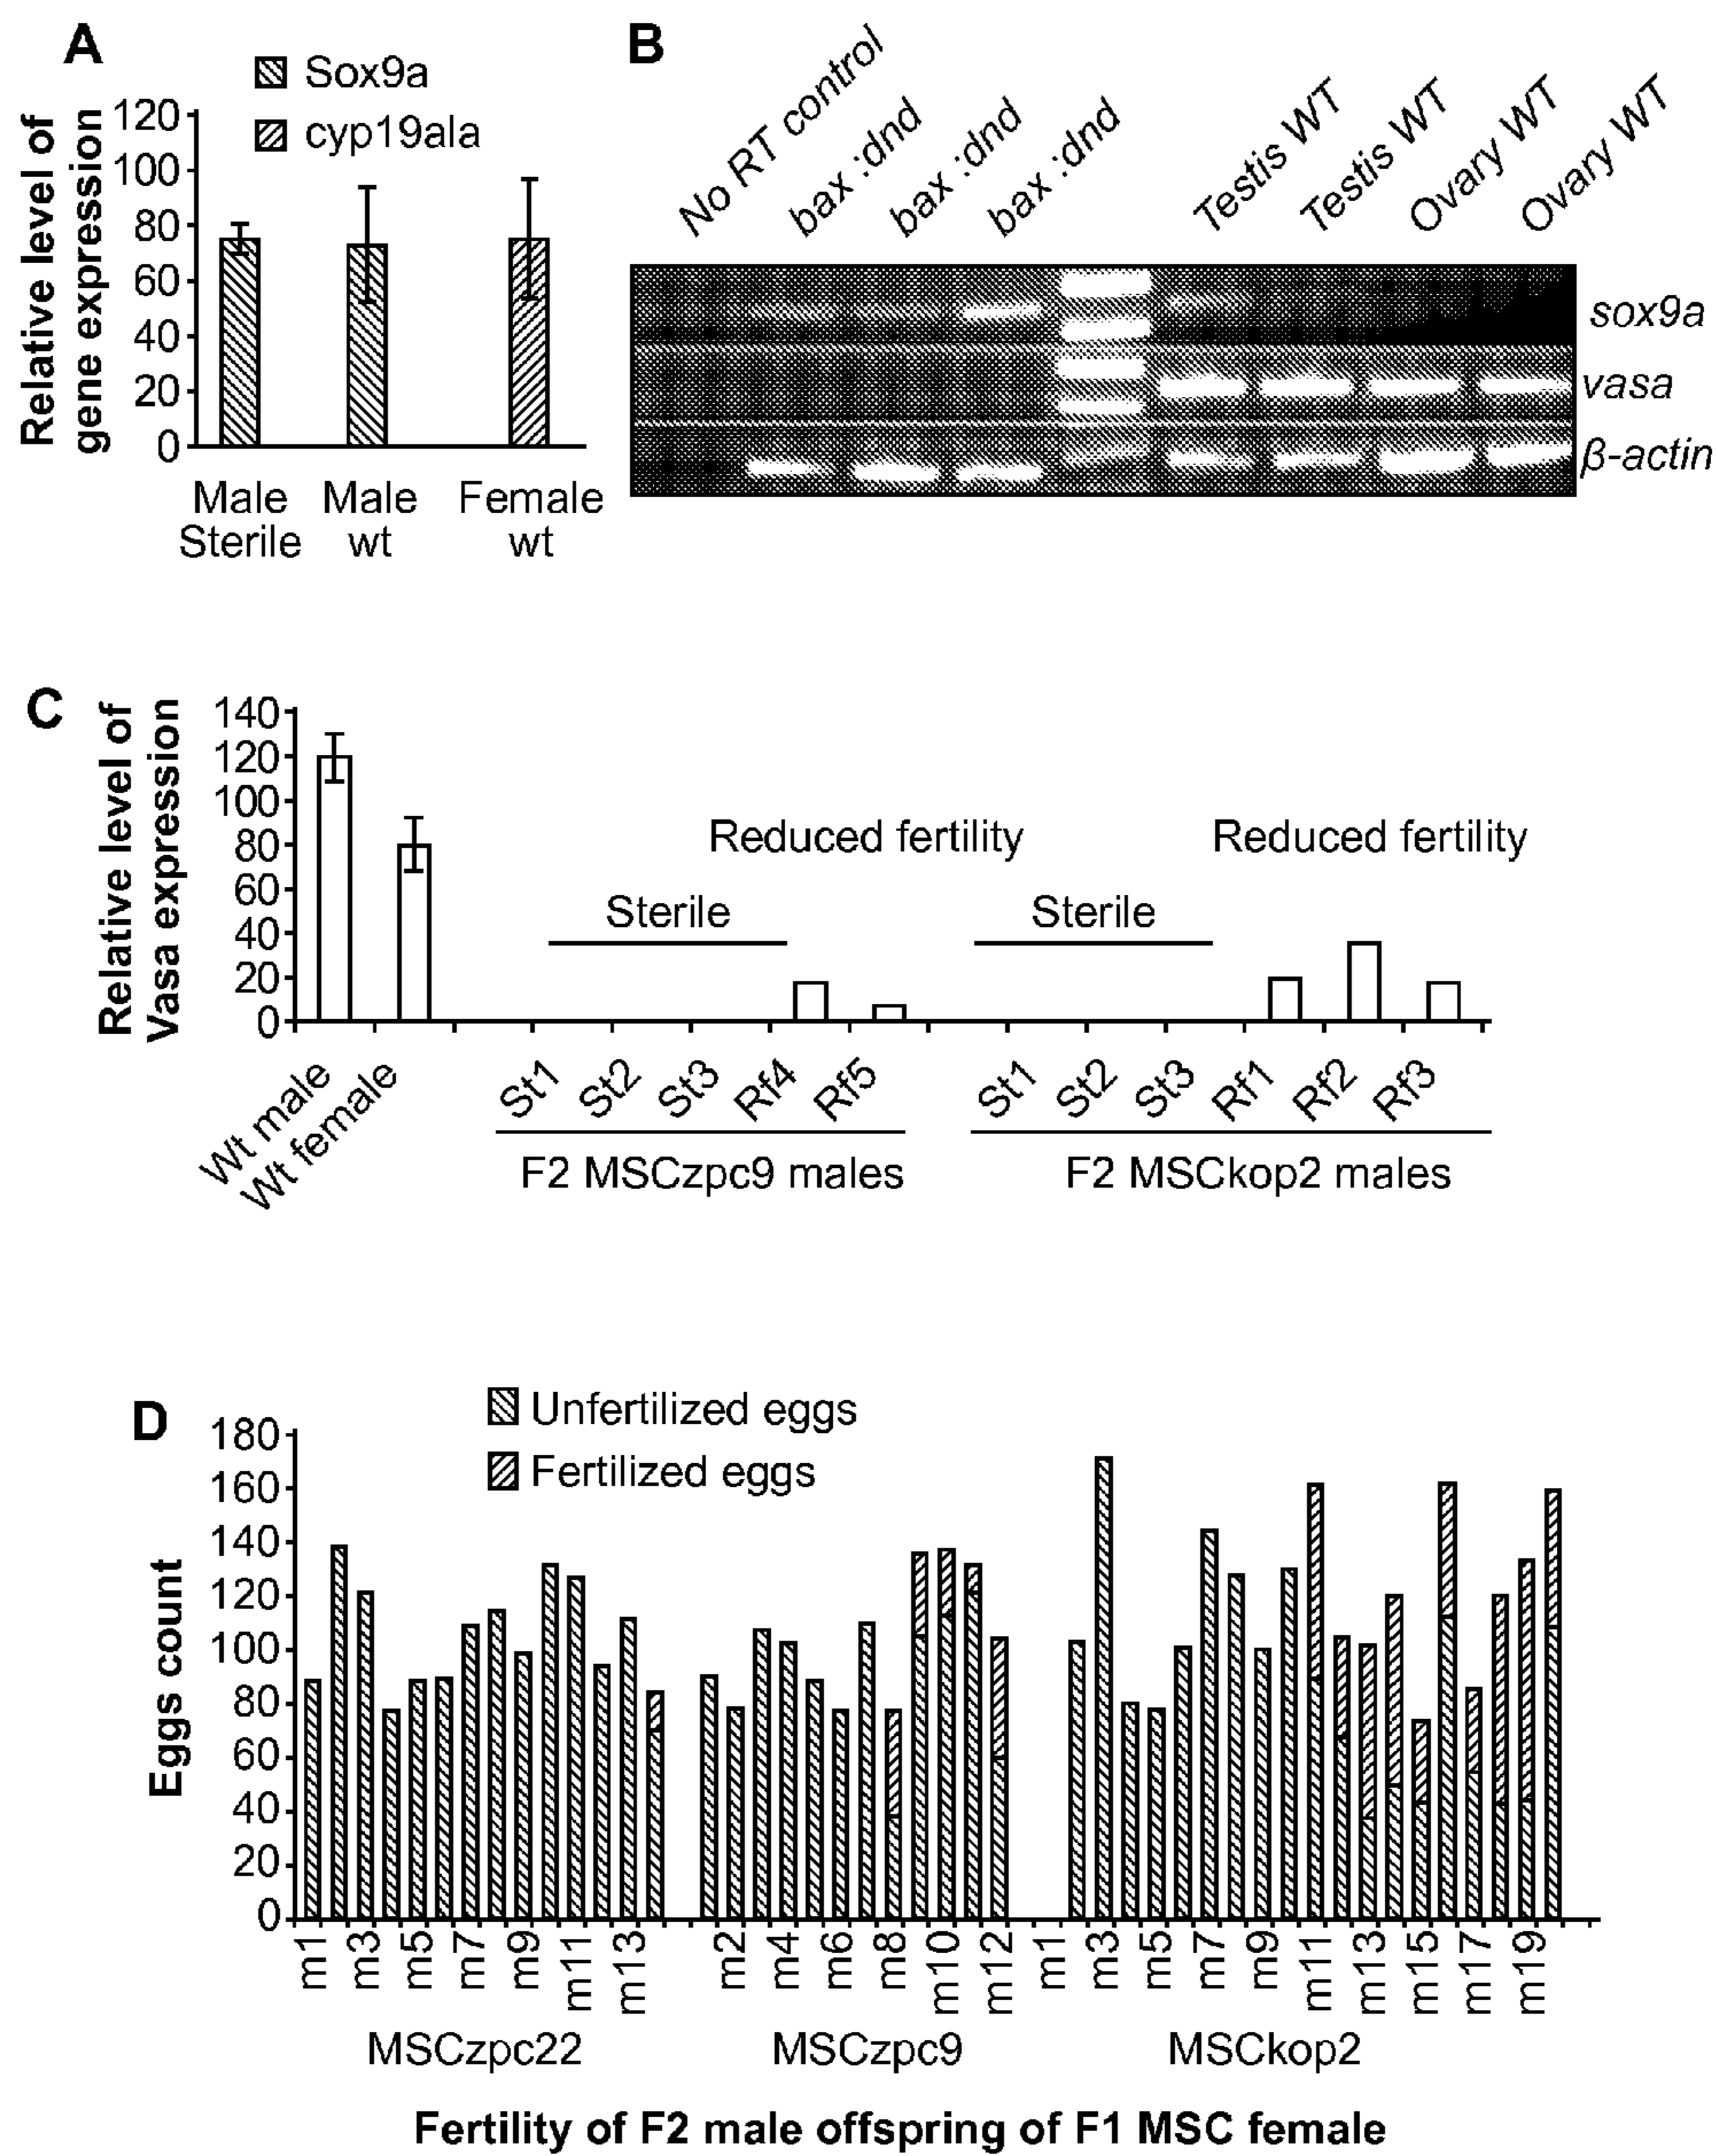 A
Sox9a
cyp19ala
Relative level of
gene expression
120
100
80
60
40
20
0
Male
Sterile
Male
wt
Female
wt
B
No RT control
bax :dnd
bax :dnd
bax :dnd
Testis WT
Testis WT
Ovary WT
Ovary WT
sox9a
vasa
β-actin
C
Relative level of
Vasa expression
140
120
100
80
60
40
20
0
Reduced fertility
Reduced fertility
Sterile
Sterile
Wt male
Wt female
St1
St2
St3
Rf4
Rf5
St1
St2
St3
Rf1
Rf2
Rf3
F2 MSCzpc9 males
F2 MSCkop2 males
D
Unfertilized eggs
Fertilized eggs
Eggs count
180
160
140
120
100
80
60
40
20
0
m1
m3
m5
m7
m9
m11
m13
m2
m4
m6
m8
m10
m12
m1
m3
m5
m7
m9
m11
m13
m15
m17
m19
MSCzpc22
MSCzpc9
MSCkop2
Fertility of F2 male offspring of F1 MSC female